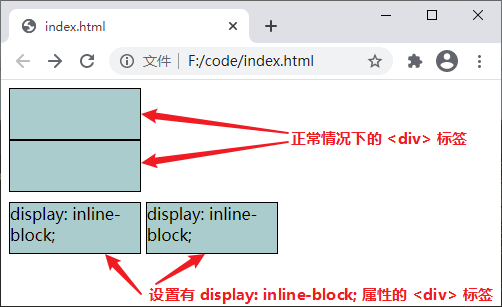 index.html
文件 F:/code/index.html
正常情况下的 <div> 标签
display: inline- display: inline-
block; block;
设置有 display: inline-block; 属性的 <div> 标签